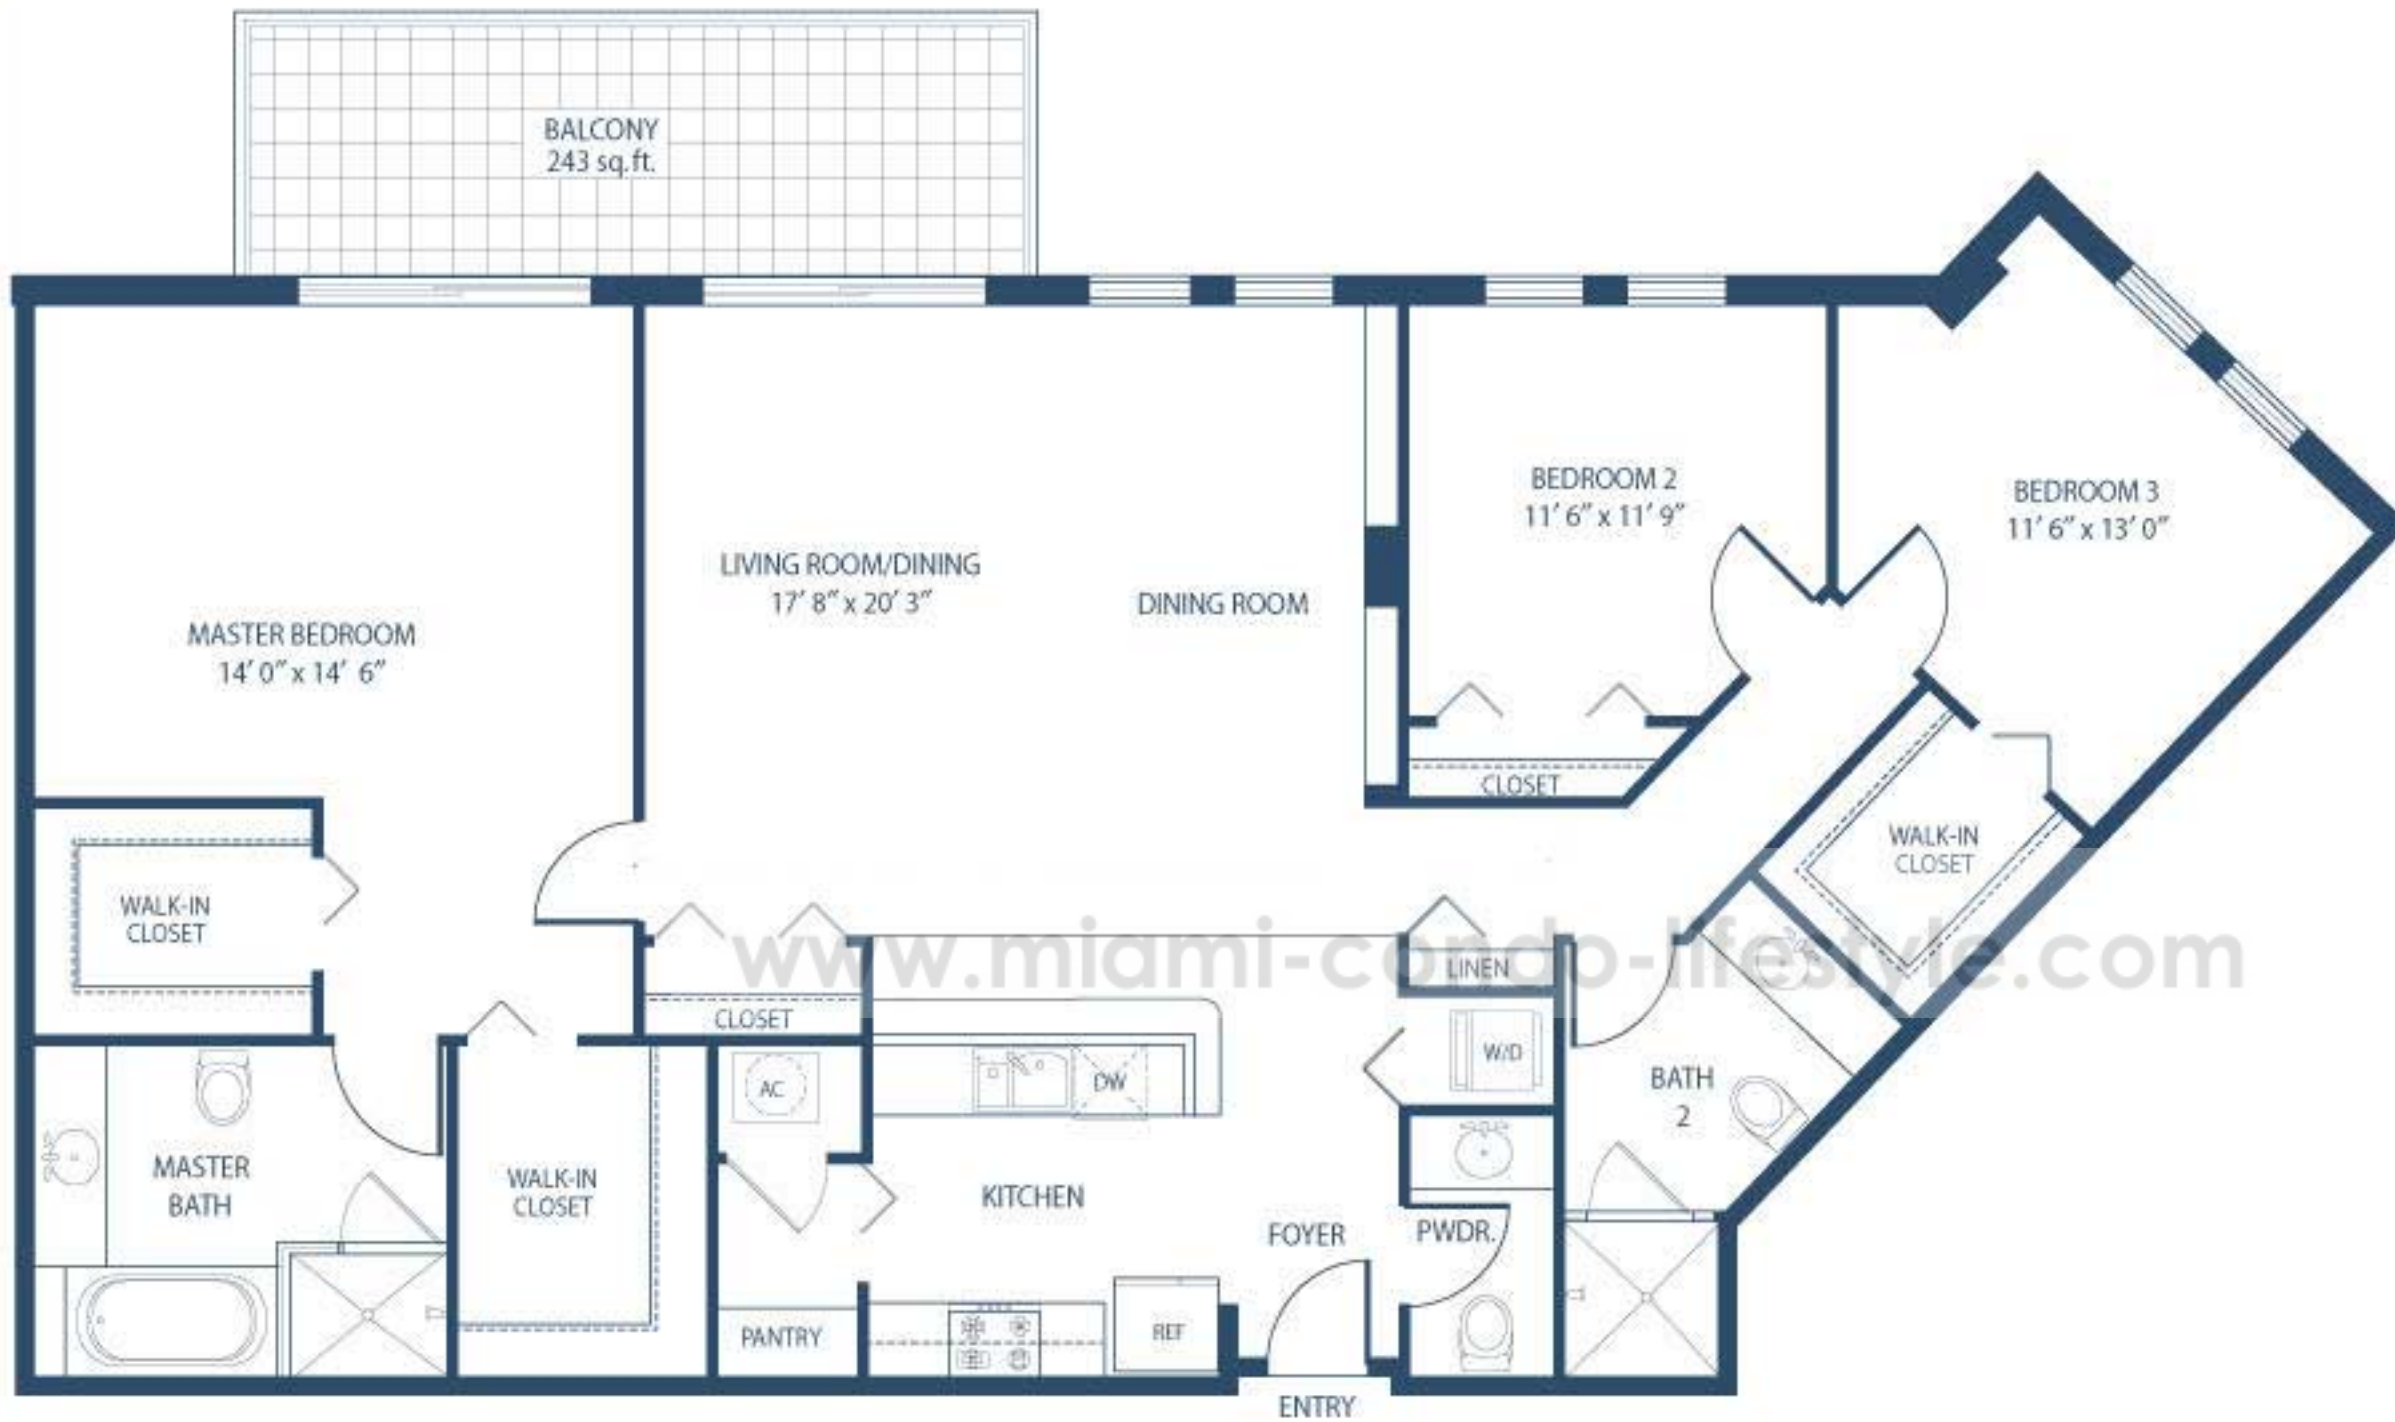 BALCONY
243 sq.ft.
BEDROOM 2
11′ 6″ x 11′ 9″
BEDROOM 3
11′ 6″ x 13′ 0″
LIVING ROOM/DINING
17′ 8″ x 20′ 3″
DINING ROOM
MASTER BEDROOM
14′ 0″ x 14′ 6″
CLOSET
WALK-IN
CLOSET
WALK-IN
CLOSET
www.miami-condo-lifestyle.com
LINEN
CLOSET
W/D
AC
DW
BATH
2
MASTER
BATH
WALK-IN
CLOSET
KITCHEN
FOYER
PWDR.
PANTRY
REF
ENTRY